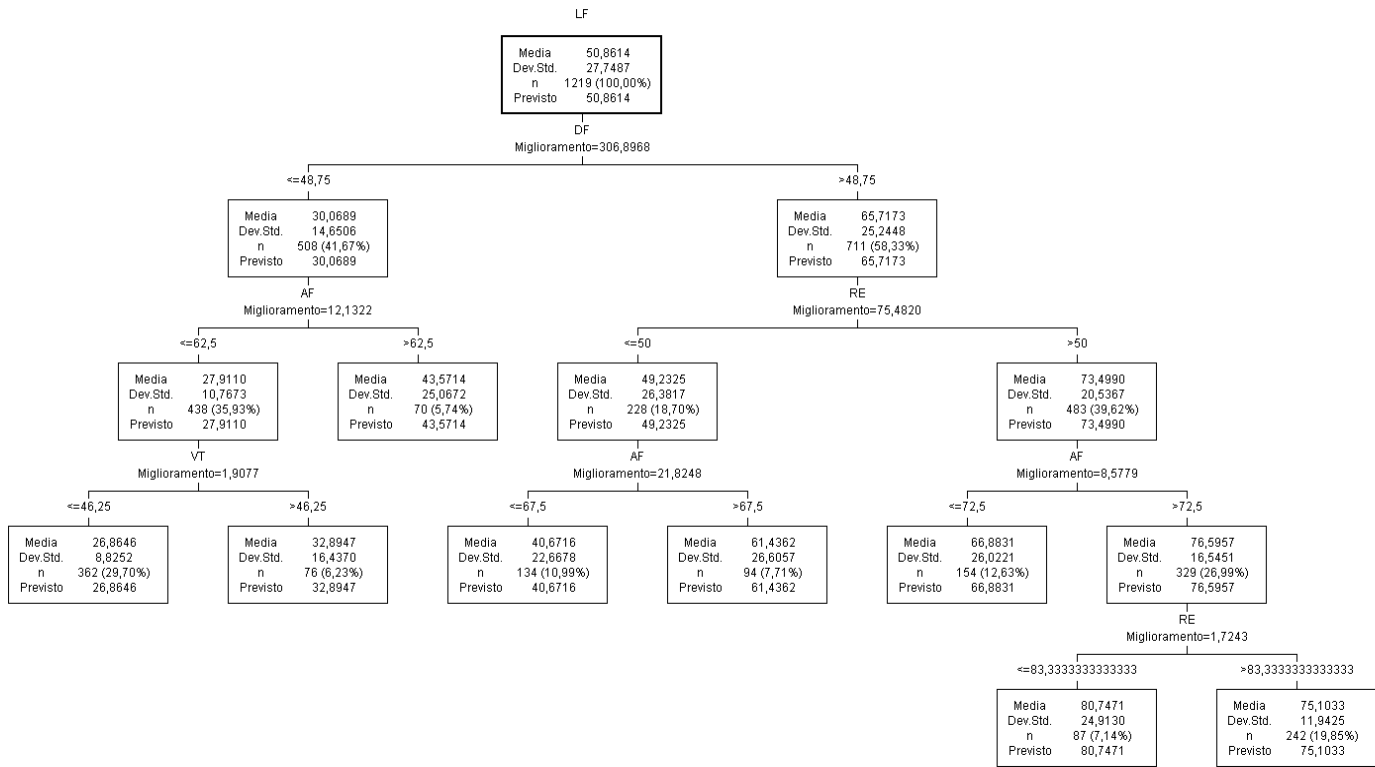 LF
Media 50,8614
Dev.Std. 27,7487
n 1219 (100,00%)
Previsto 50,8614
DF
Miglioramento=306,8968
<=48,75
>48,75
Media 30,0689
Dev.Std. 14,6506
n 508 (41,67%)
Previsto 30,0689
Media 65,7173
Dev.Std. 25,2448
n 711 (58,33%)
Previsto 65,7173
AF
Miglioramento=12,1322
RE
Miglioramento=75,4820
<=62,5
>62,5
<=50
>50
Media 27,9110
Dev.Std. 10,7673
n 438 (35,93%)
Previsto 27,9110
Media 43,5714
Dev.Std. 25,0672
n 70 (5,74%)
Previsto 43,5714
Media 49,2325
Dev.Std. 26,3817
n 228 (18,70%)
Previsto 49,2325
Media 73,4990
Dev.Std. 20,5367
n 483 (39,62%)
Previsto 73,4990
VT
Miglioramento=1,9077
AF
Miglioramento=21,8248
AF
Miglioramento=8,5779
<=46,25
>46,25
<=67,5
>67,5
<=72,5
>72,5
Media 26,8646
Dev.Std. 8,8252
n 362 (29,70%)
Previsto 26,8646
Media 32,8947
Dev.Std. 16,4370
n 76 (6,23%)
Previsto 32,8947
Media 40,6716
Dev.Std. 22,6678
n 134 (10,99%)
Previsto 40,6716
Media 61,4362
Dev.Std. 26,6057
n 94 (7,71%)
Previsto 61,4362
Media 66,8831
Dev.Std. 26,0221
n 154 (12,63%)
Previsto 66,8831
Media 76,5957
Dev.Std. 16,5451
n 329 (26,99%)
Previsto 76,5957
RE
Miglioramento=1,7243
<=83,3333333333333
>83,3333333333333
Media 80,7471
Dev.Std. 24,9130
n 87 (7,14%)
Previsto 80,7471
Media 75,1033
Dev.Std. 11,9425
n 242 (19,85%)
Previsto 75,1033